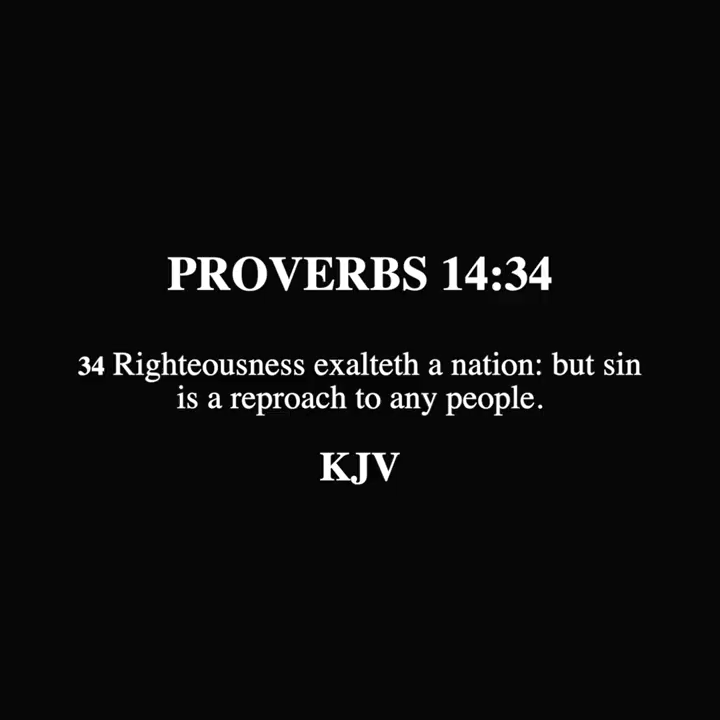 PROVERBS 14:34
34 Righteousness exalteth a nation: but sin
is a reproach to any people.
KJV